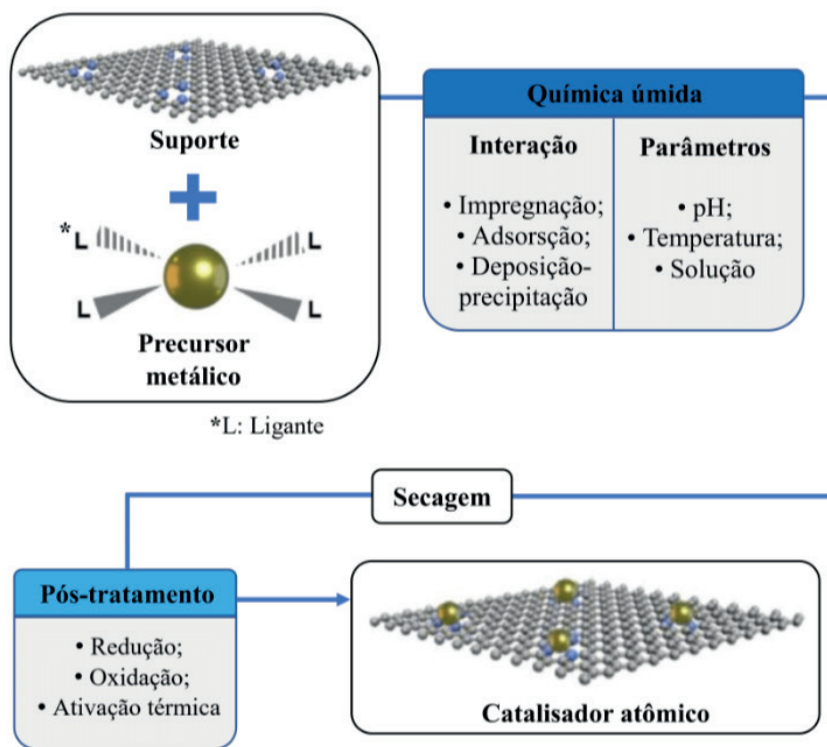 Suporte
*L
L
L
L
Precursor
metálico
*L: Ligante
Química úmida
Interação
• Impregnação;
• Adsorsção;
• Deposição-
precipitação
Parâmetros
• pH;
• Temperatura;
• Solução
Secagem
Pós-tratamento
• Redução;
• Oxidação;
• Ativação térmica
Catalisador atômico